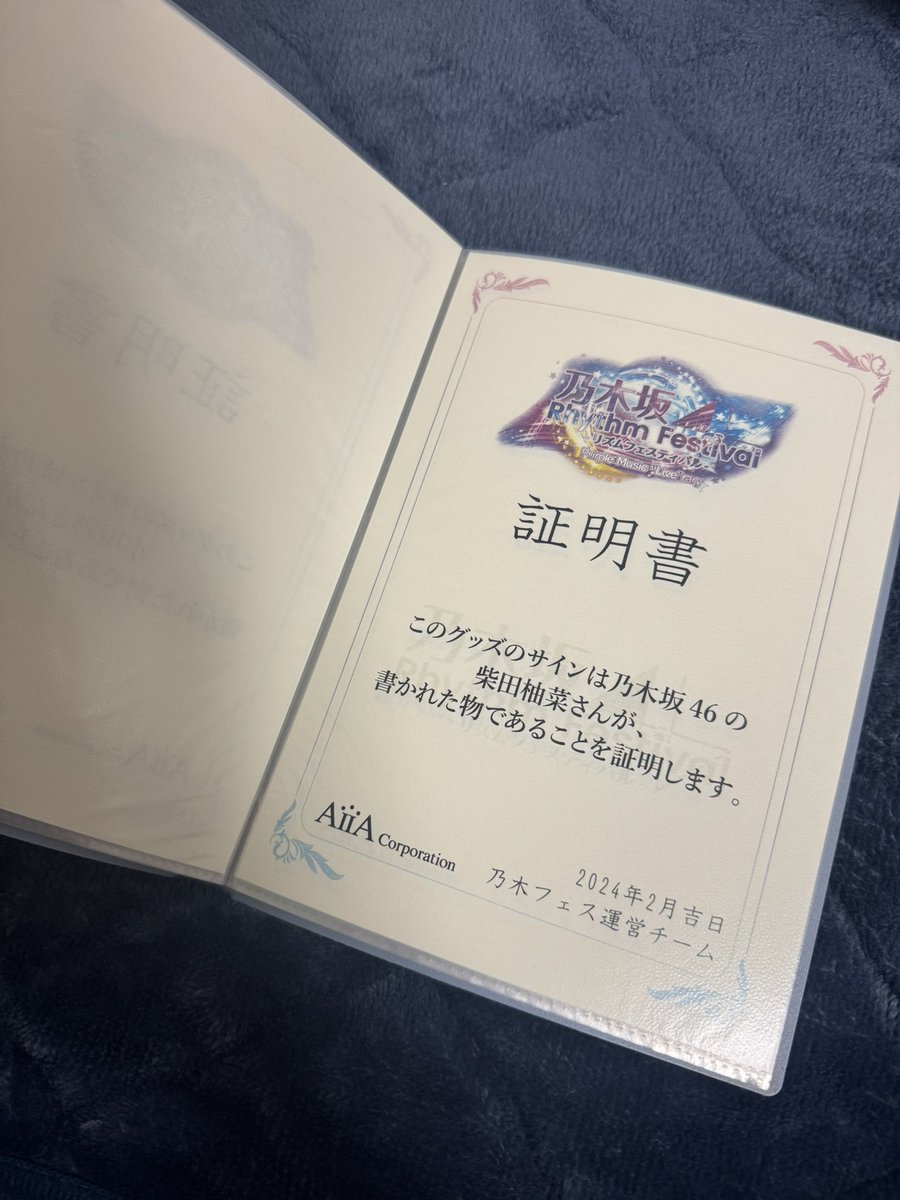 乃木坂
Rhythm Festival
リズムフェスティバル
Purple Music "Live"rary
証明書
このグッズのサインは乃木坂46の
柴田柚菜さんが、
書かれた物であることを証明します。
AiiA Corporation
2024年2月吉日
乃木フェス運営チーム